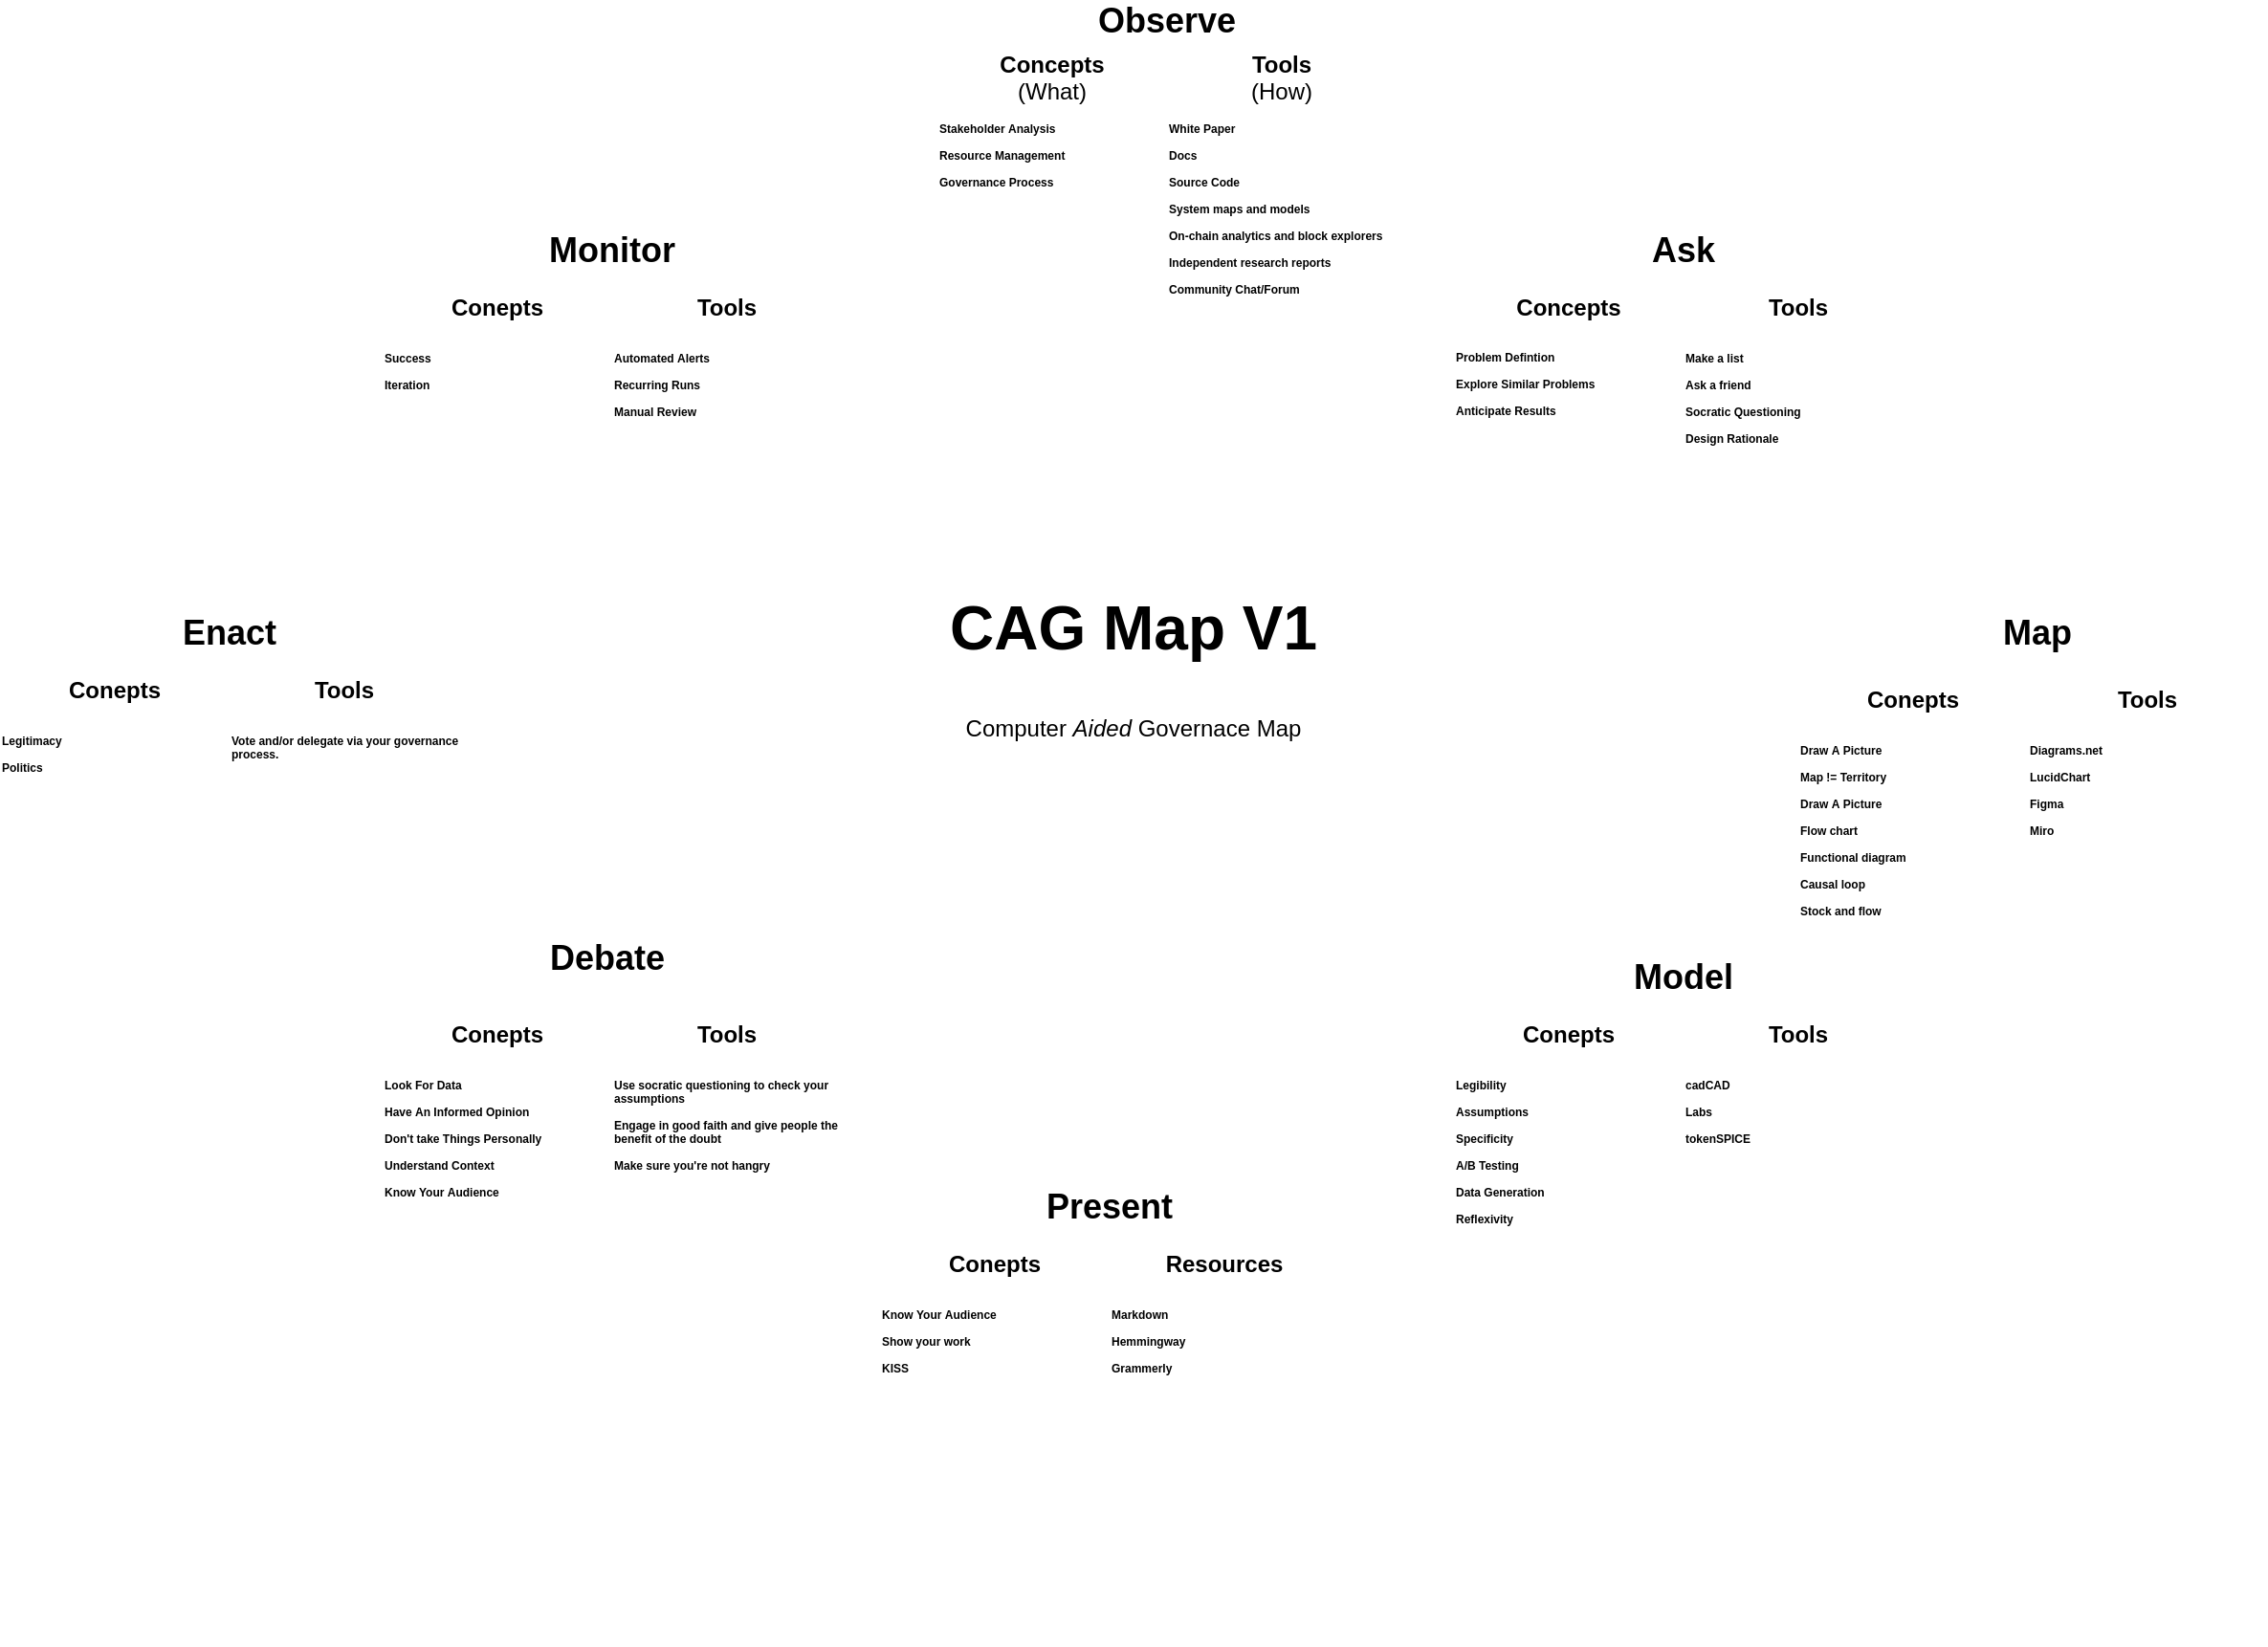 Observe
Concepts
(What)
Tools
(How)
Stakeholder Analysis
Resource Management
Governance Process
White Paper
Docs
Source Code
System maps and models
On-chain analytics and block explorers
Independent research reports
Community Chat/Forum
Monitor
Conepts
Tools
Success
Iteration
Automated Alerts
Recurring Runs
Manual Review
Ask
Concepts
Tools
Problem Defintion
Explore Similar Problems
Anticipate Results
Make a list
Ask a friend
Socratic Questioning
Design Rationale
Enact
Conepts
Tools
Legitimacy
Politics
Vote and/or delegate via your governance
process.
CAG Map V1
Computer Aided Governace Map
Map
Conepts
Tools
Draw A Picture
Map != Territory
Draw A Picture
Flow chart
Functional diagram
Causal loop
Stock and flow
Diagrams.net
LucidChart
Figma
Miro
Debate
Conepts
Tools
Look For Data
Have An Informed Opinion
Don't take Things Personally
Understand Context
Know Your Audience
Use socratic questioning to check your
assumptions
Engage in good faith and give people the
benefit of the doubt
Make sure you're not hangry
Model
Conepts
Tools
Legibility
Assumptions
Specificity
A/B Testing
Data Generation
Reflexivity
cadCAD
Labs
tokenSPICE
Present
Conepts
Resources
Know Your Audience
Show your work
KISS
Markdown
Hemmingway
Grammerly